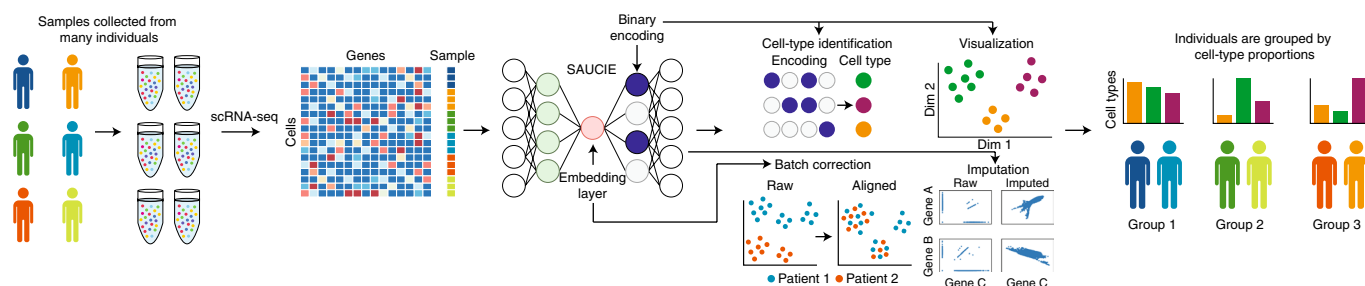 Samples collected from
many individuals
scRNA-seq
Genes
Sample
Cells
SAUCIE
Binary
encoding
Embedding
layer
Cell-type identification
Encoding
Cell type
Visualization
Dim 2
Dim 1
Batch correction
Raw
Aligned
Patient 1
Patient 2
Imputation
Raw
Imputed
Gene A
Gene B
Gene C
Gene C
Individuals are grouped by
cell-type proportions
Cell types
Group 1
Group 2
Group 3